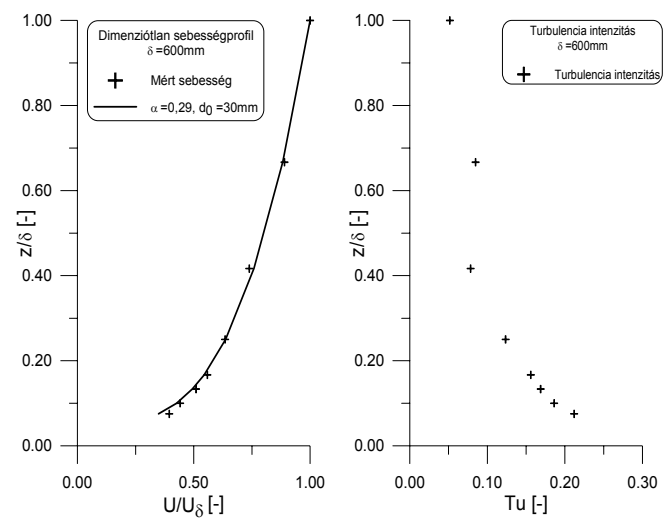 Dimenziótlan sebességprofil
δ =600mm
Mért sebesség
α =0,29, d0 =30mm
1.00
0.80
0.60
0.40
0.20
0.00
z/δ [-]
0.00
0.50
1.00
U/Uδ [-]
Turbulencia intenzitás
δ =600mm
Turbulencia intenzitás
1.00
0.80
0.60
0.40
0.20
0.00
z/δ [-]
0.00
0.10
0.20
0.30
Tu [-]